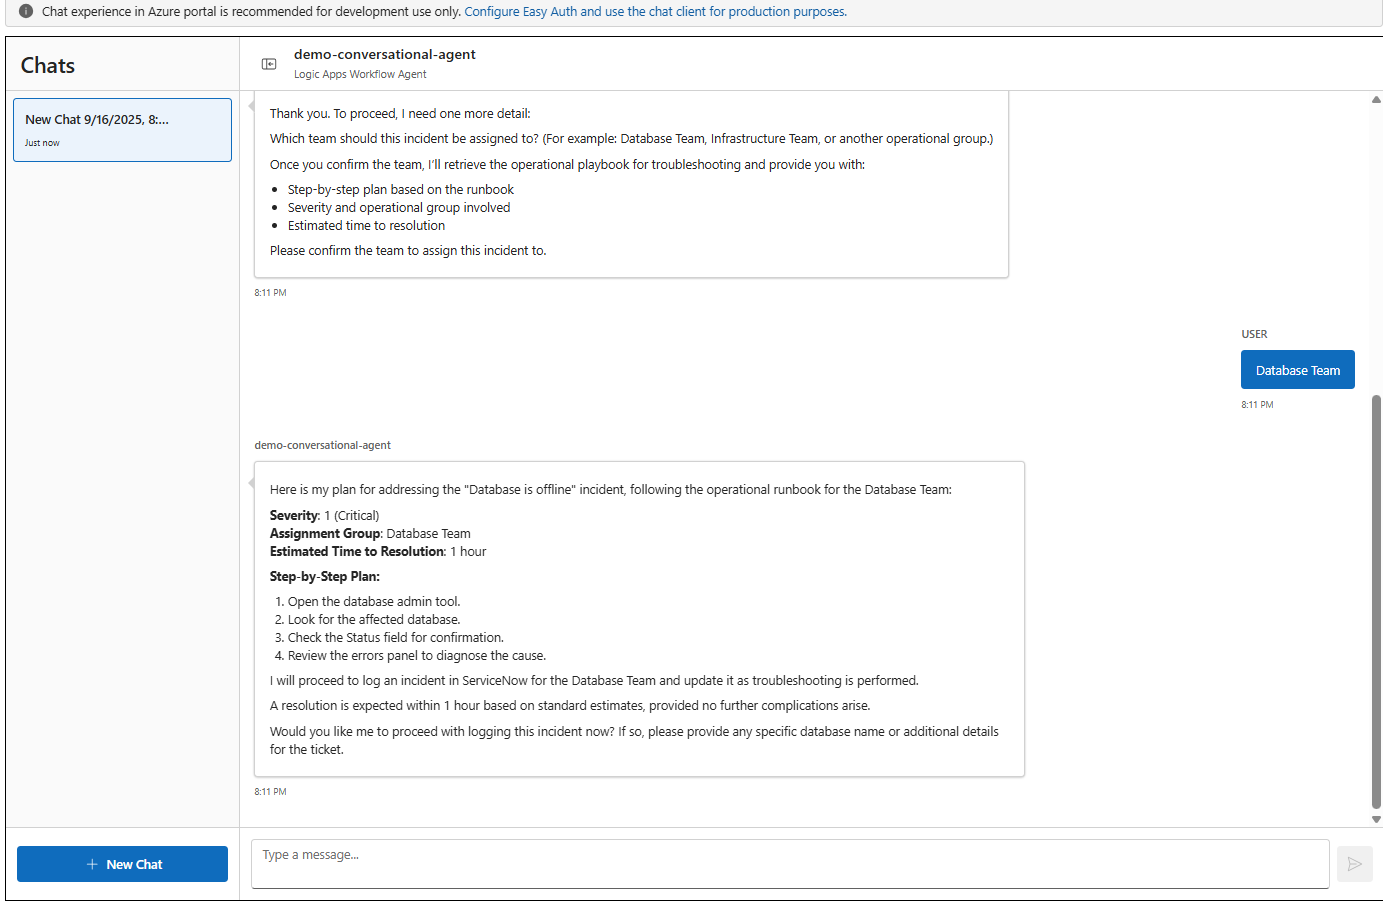 Chat experience in Azure portal is recommended for development use only. Configure Easy Auth and use the chat client for production purposes.
Chats
demo-conversational-agent
Logic Apps Workflow Agent
New Chat 9/16/2025, 8:...
Just now
Thank you. To proceed, I need one more detail:
Which team should this incident be assigned to? (For example: Database Team, Infrastructure Team, or another operational group.)
Once you confirm the team, I'll retrieve the operational playbook for troubleshooting and provide you with:
• Step-by-step plan based on the runbook
• Severity and operational group involved
• Estimated time to resolution
Please confirm the team to assign this incident to.
8:11 PM
USER
Database Team
8:11 PM
demo-conversational-agent
Here is my plan for addressing the "Database is offline" incident, following the operational runbook for the Database Team:
Severity: 1 (Critical)
Assignment Group: Database Team
Estimated Time to Resolution: 1 hour
Step-by-Step Plan:
1. Open the database admin tool.
2. Look for the affected database.
3. Check the Status field for confirmation.
4. Review the errors panel to diagnose the cause.
I will proceed to log an incident in ServiceNow for the Database Team and update it as troubleshooting is performed.
A resolution is expected within 1 hour based on standard estimates, provided no further complications arise.
Would you like me to proceed with logging this incident now? If so, please provide any specific database name or additional details
for the ticket.
8:11 PM
+ New Chat
Type a message...